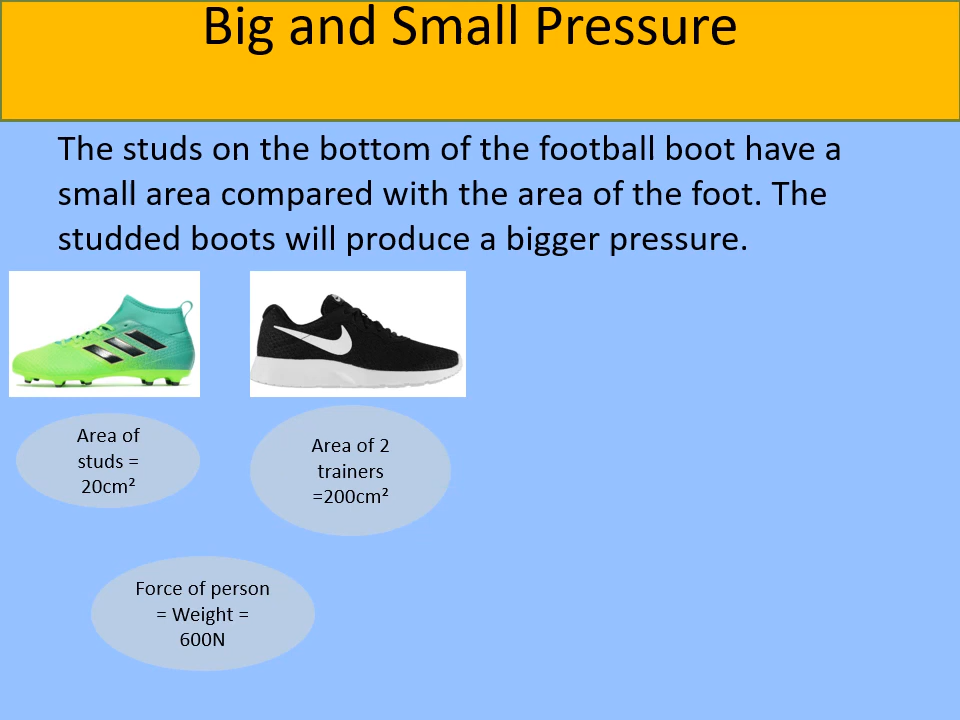 Big and Small Pressure
The studs on the bottom of the football boot have a
small area compared with the area of the foot. The
studded boots will produce a bigger pressure.
Area of
studs =
20cm²
Area of 2
trainers
=200cm²
Force of person
= Weight =
600N